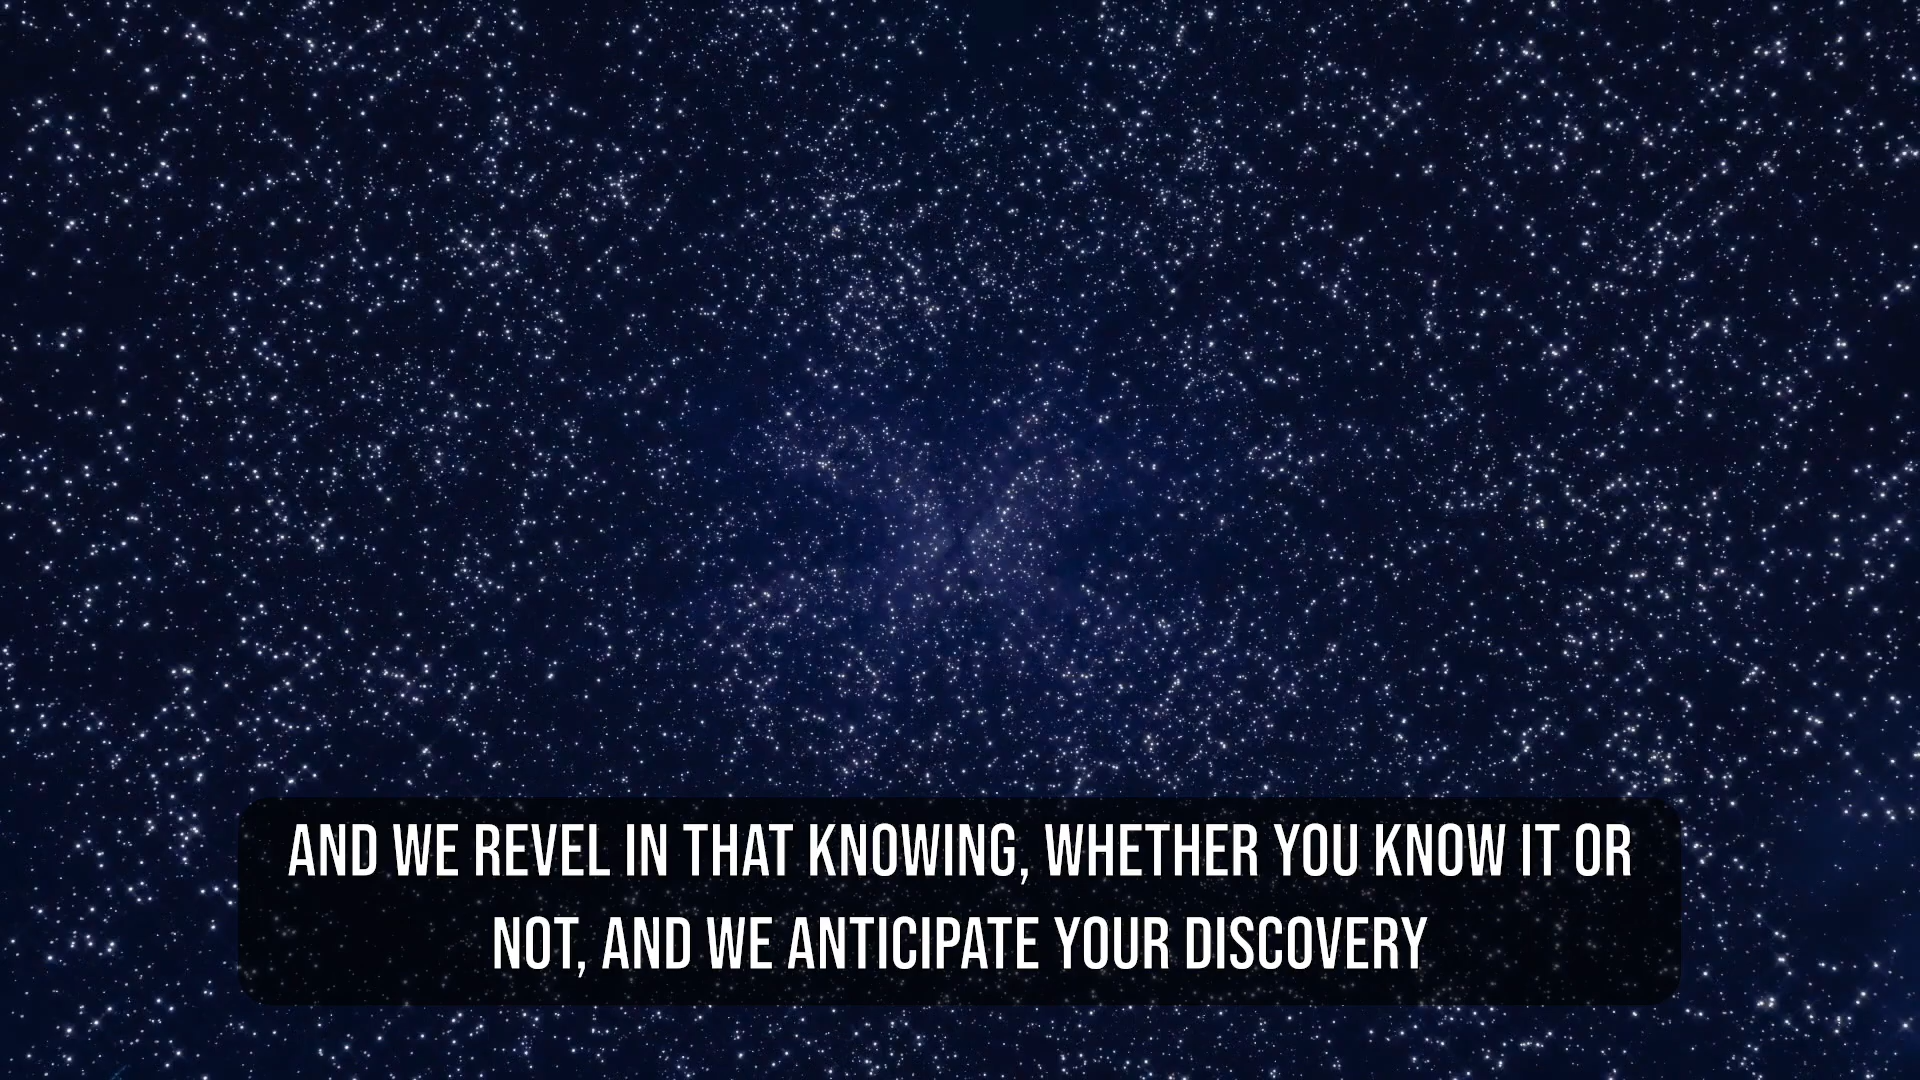 AND WE REVEL IN THAT KNOWING, WHETHER YOU KNOW IT OR
NOT, AND WE ANTICIPATE YOUR DISCOVERY